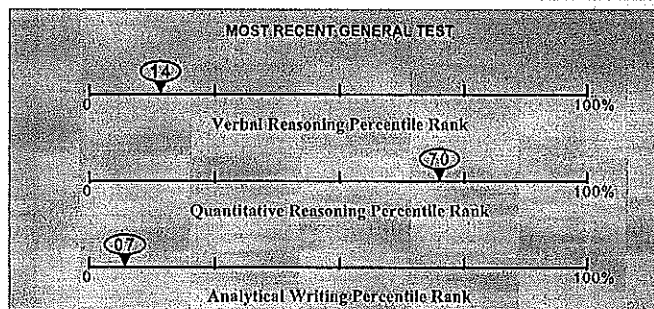 MOST RECENT GENERAL TEST
14
0 100%
Verbal Reasoning Percentile Rank
70
0 100%
Quantitative Reasoning Percentile Rank
07
0 100%
Analytical Writing Percentile Rank